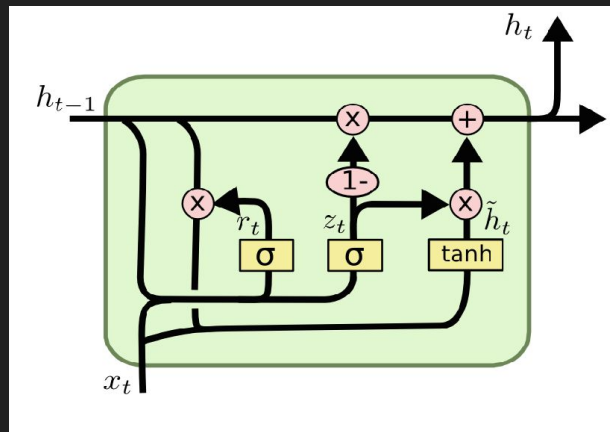 h_t
h_{t-1}
x
+
1-
x
r_t
z_t
x
h̃_t
σ
σ
tanh
x_t